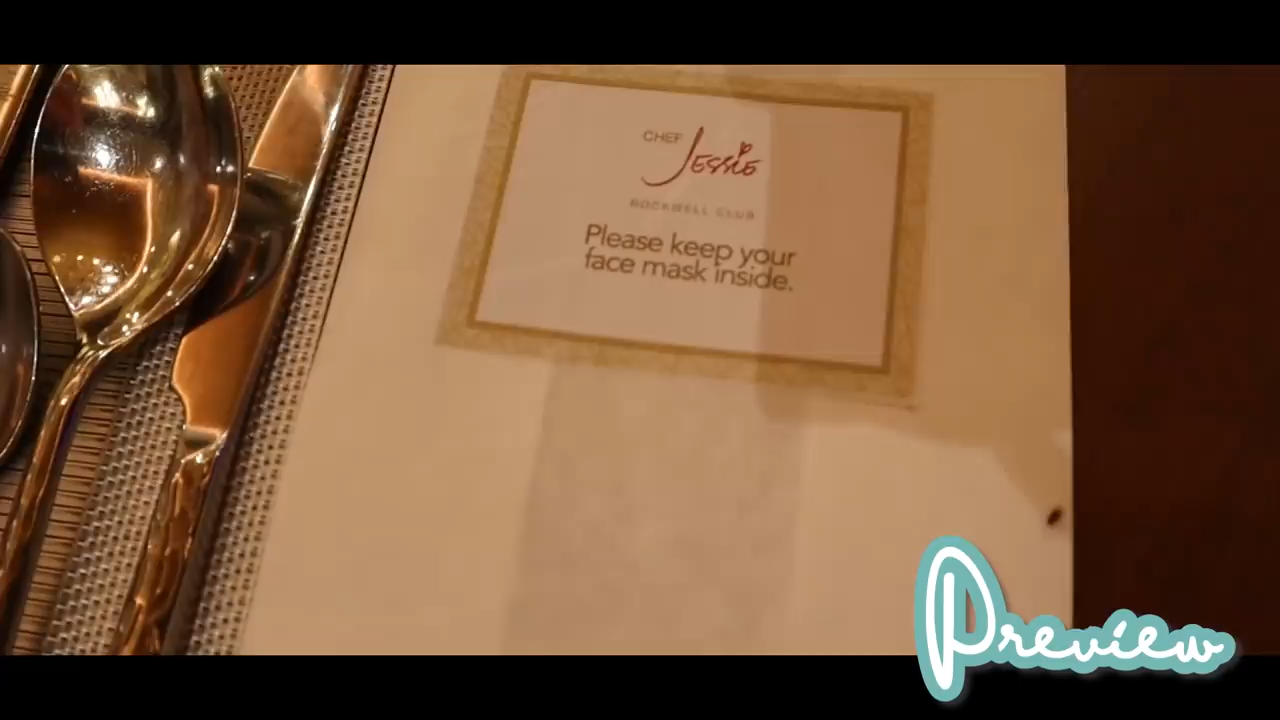 CHEF
Jessie
ROCKWELL CLUB
Please keep your
face mask inside.
Preview